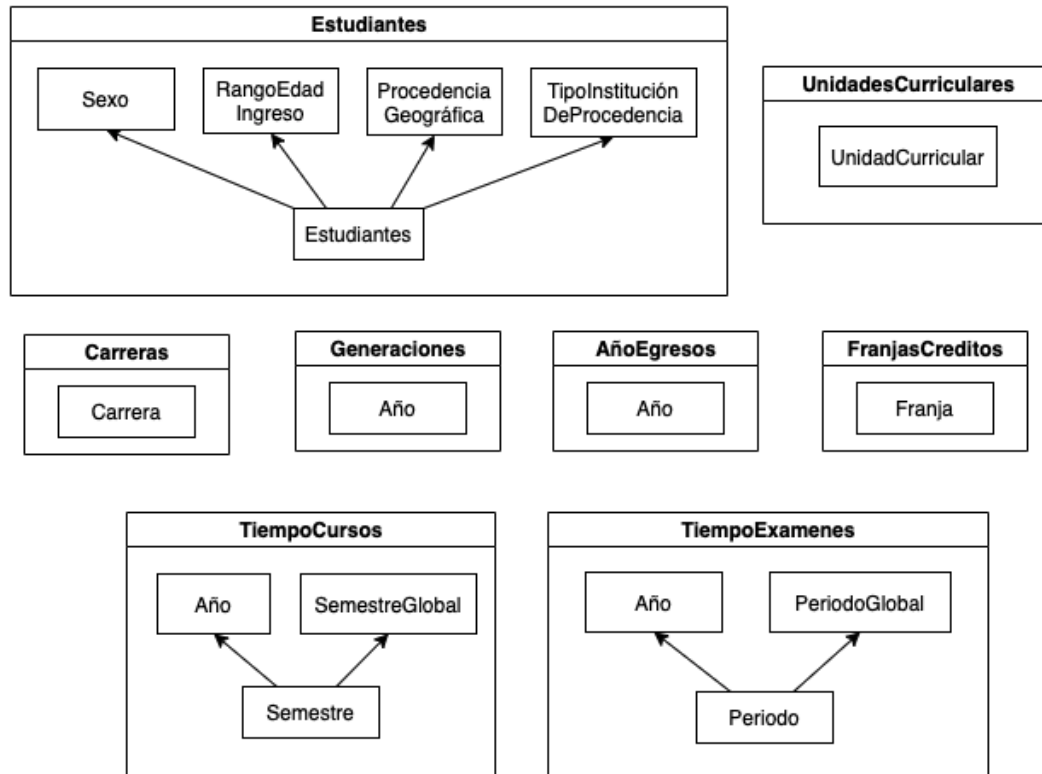 Estudiantes
Sexo
RangoEdad
Ingreso
Procedencia
Geográfica
TipoInstitución
DeProcedencia
Estudiantes
UnidadesCurriculares
UnidadCurricular
Carreras
Carrera
Generaciones
Año
AñoEgresos
Año
FranjasCreditos
Franja
TiempoCursos
Año
SemestreGlobal
Semestre
TiempoExamenes
Año
PeriodoGlobal
Periodo